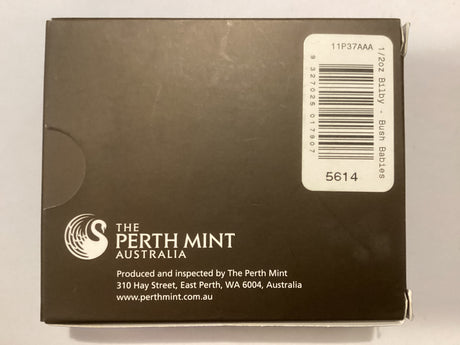 11P37AAA
1/2oz Bilby - Bush Babies
9 327025 017907
5614
THE
PERTH MINT
AUSTRALIA
Produced and inspected by The Perth Mint
310 Hay Street, East Perth, WA 6004, Australia
www.perthmint.com.au